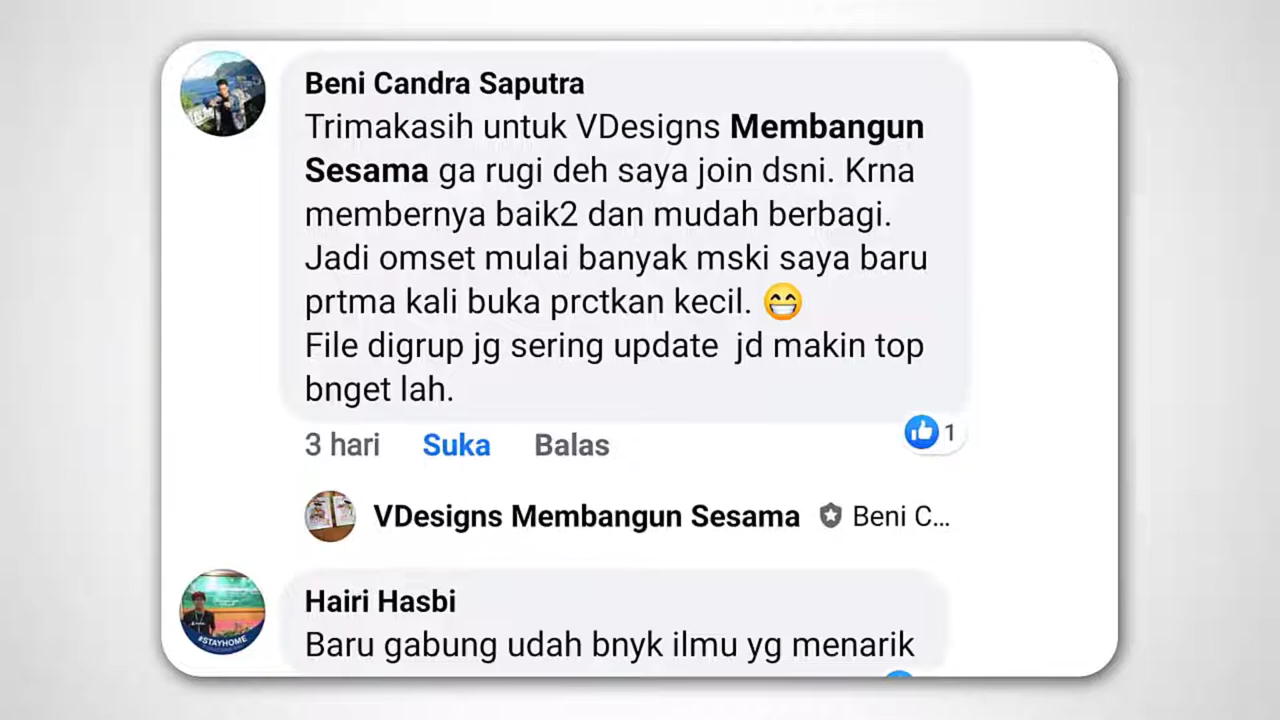 Beni Candra Saputra
Trimakasih untuk VDesigns Membangun
Sesama ga rugi deh saya join dsni. Krna
membernya baik2 dan mudah berbagi.
Jadi omset mulai banyak mski saya baru
prtma kali buka prctkan kecil. 😁
File digrup jg sering update jd makin top
bnget lah.
3 hari Suka Balas 1
VDesigns Membangun Sesama Beni C...
Hairi Hasbi
Baru gabung udah bnyk ilmu yg menarik
#STAYHOME